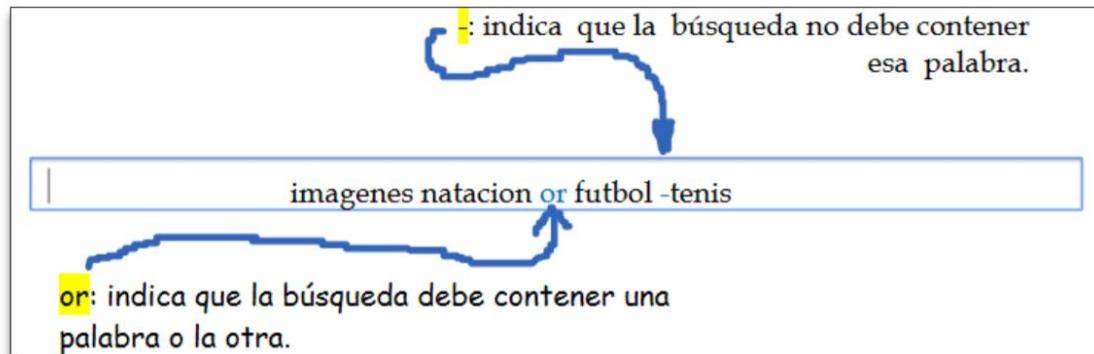 -: indica que la búsqueda no debe contener
esa palabra.
imagenes natacion or futbol -tenis
or: indica que la búsqueda debe contener una
palabra o la otra.